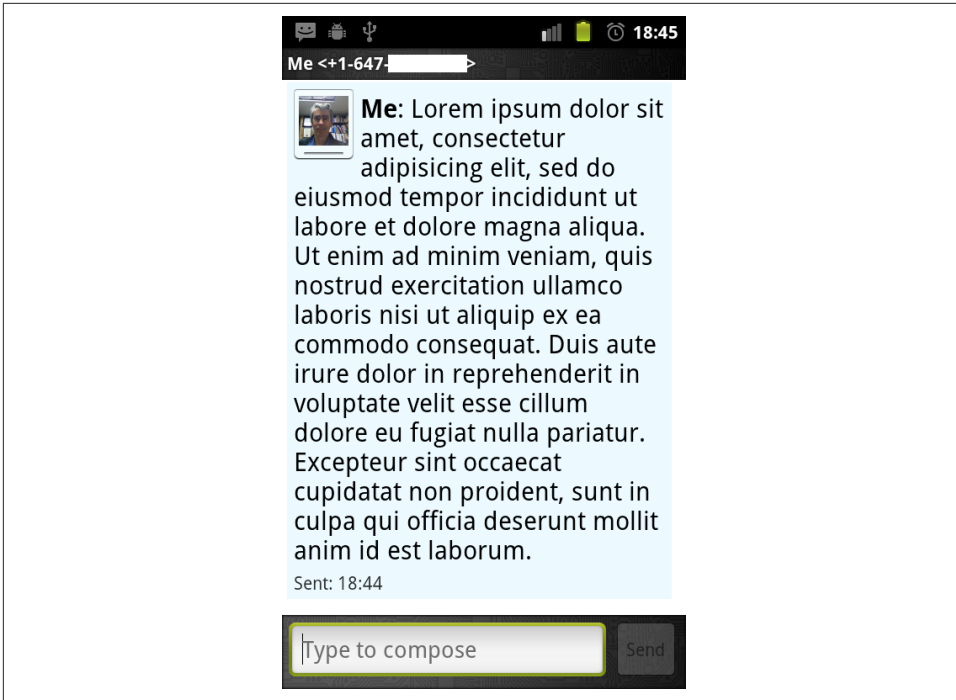 18:45
Me <+1-647- >
Me: Lorem ipsum dolor sit
amet, consectetur
adipisicing elit, sed do
eiusmod tempor incididunt ut
labore et dolore magna aliqua.
Ut enim ad minim veniam, quis
nostrud exercitation ullamco
laboris nisi ut aliquip ex ea
commodo consequat. Duis aute
irure dolor in reprehenderit in
voluptate velit esse cillum
dolore eu fugiat nulla pariatur.
Excepteur sint occaecat
cupidatat non proident, sunt in
culpa qui officia deserunt mollit
anim id est laborum.
Sent: 18:44
Type to compose
Send